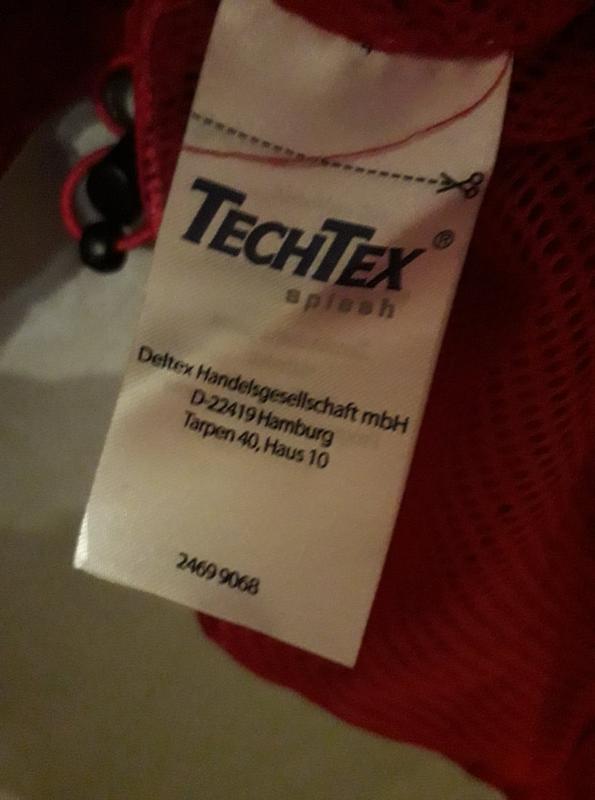 TECHTEX®
splash
Deltex Handelsgesellschaft mbH
D-22419 Hamburg
Tarpen 40, Haus 10
2469 9068